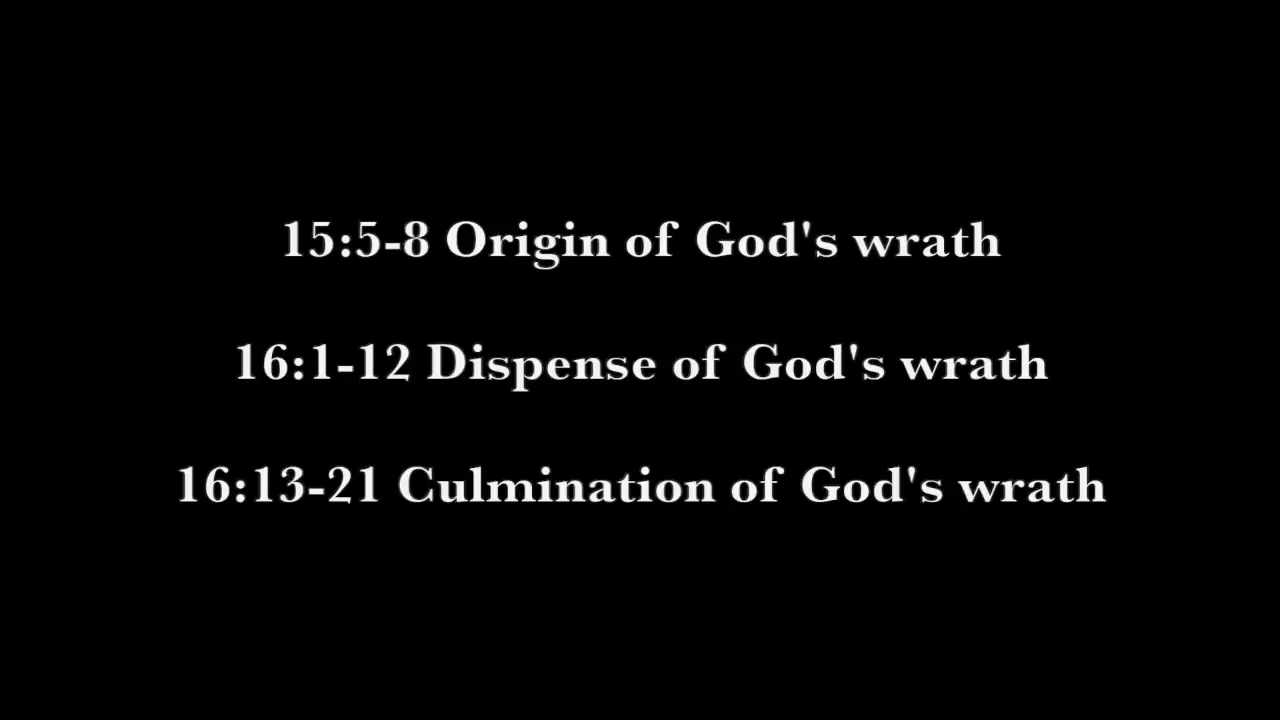 15:5-8 Origin of God's wrath
16:1-12 Dispense of God's wrath
16:13-21 Culmination of God's wrath